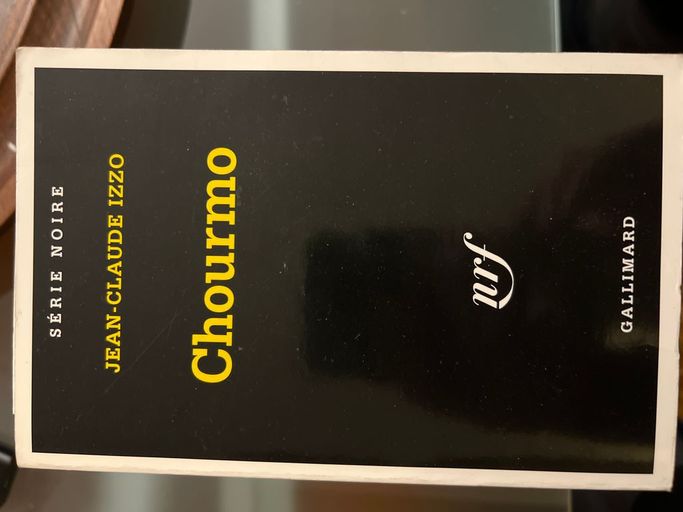 SÉRIE NOIRE
JEAN-CLAUDE IZZO
Chourmo
nrf
GALLIMARD